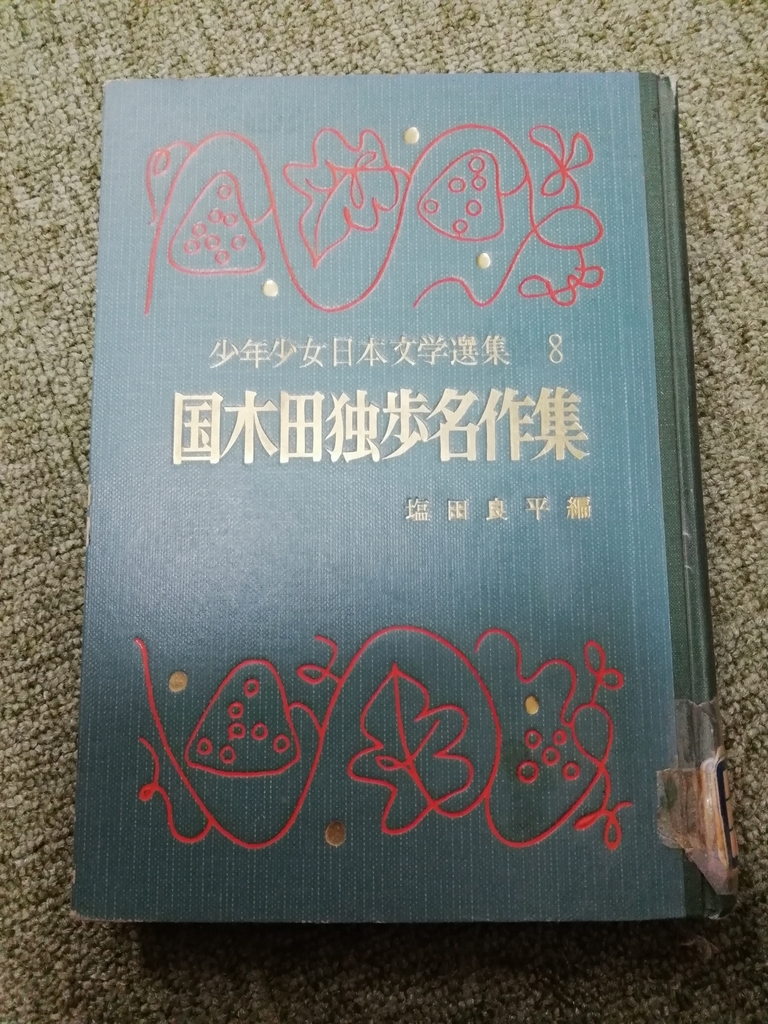 少年少女日本文学選集 8
国木田独歩名作集
塩田良平編